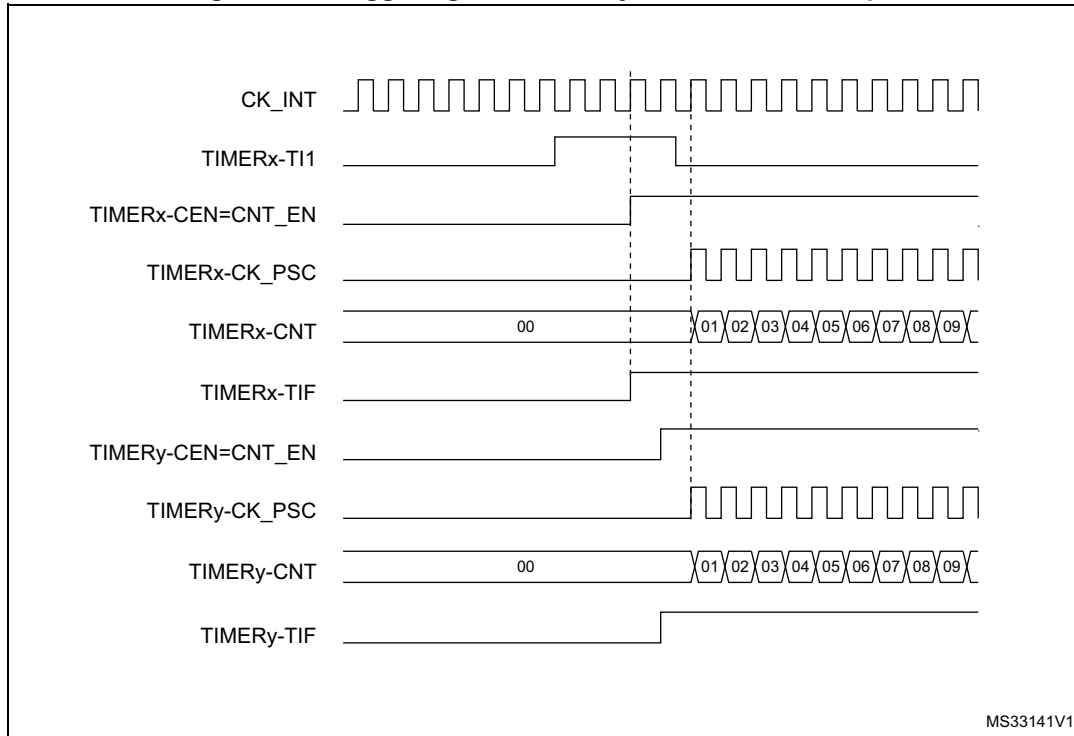 CK_INT
TIMERx-TI1
TIMERx-CEN=CNT_EN
TIMERx-CK_PSC
TIMERx-CNT 00 01 02 03 04 05 06 07 08 09
TIMERx-TIF
TIMERy-CEN=CNT_EN
TIMERy-CK_PSC
TIMERy-CNT 00 01 02 03 04 05 06 07 08 09
TIMERy-TIF
MS33141V1